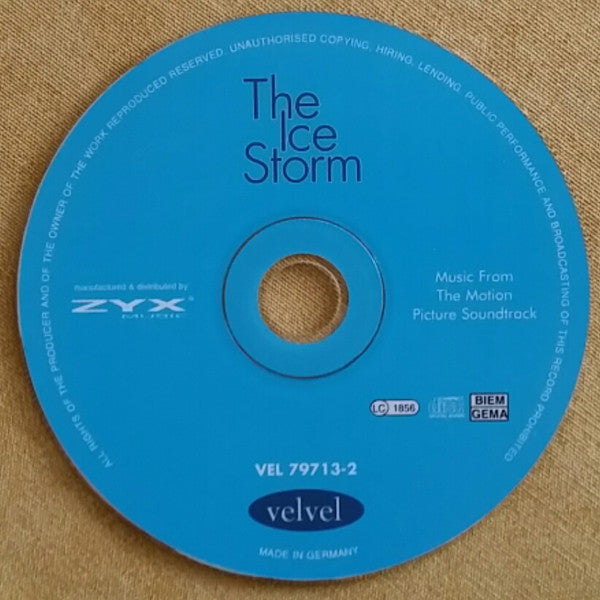 ALL RIGHTS OF THE PRODUCER AND OF THE OWNER OF THE WORK REPRODUCED RESERVED. UNAUTHORISED COPYING, HIRING, LENDING, PUBLIC PERFORMANCE AND BROADCASTING OF THIS RECORD PROHIBITED
The
Ice
Storm
manufactured & distributed by
ZYX
MUSIC
Music From
The Motion
Picture Soundtrack
LC 1856
BIEM
GEMA
VEL 79713-2
velvel
MADE IN GERMANY